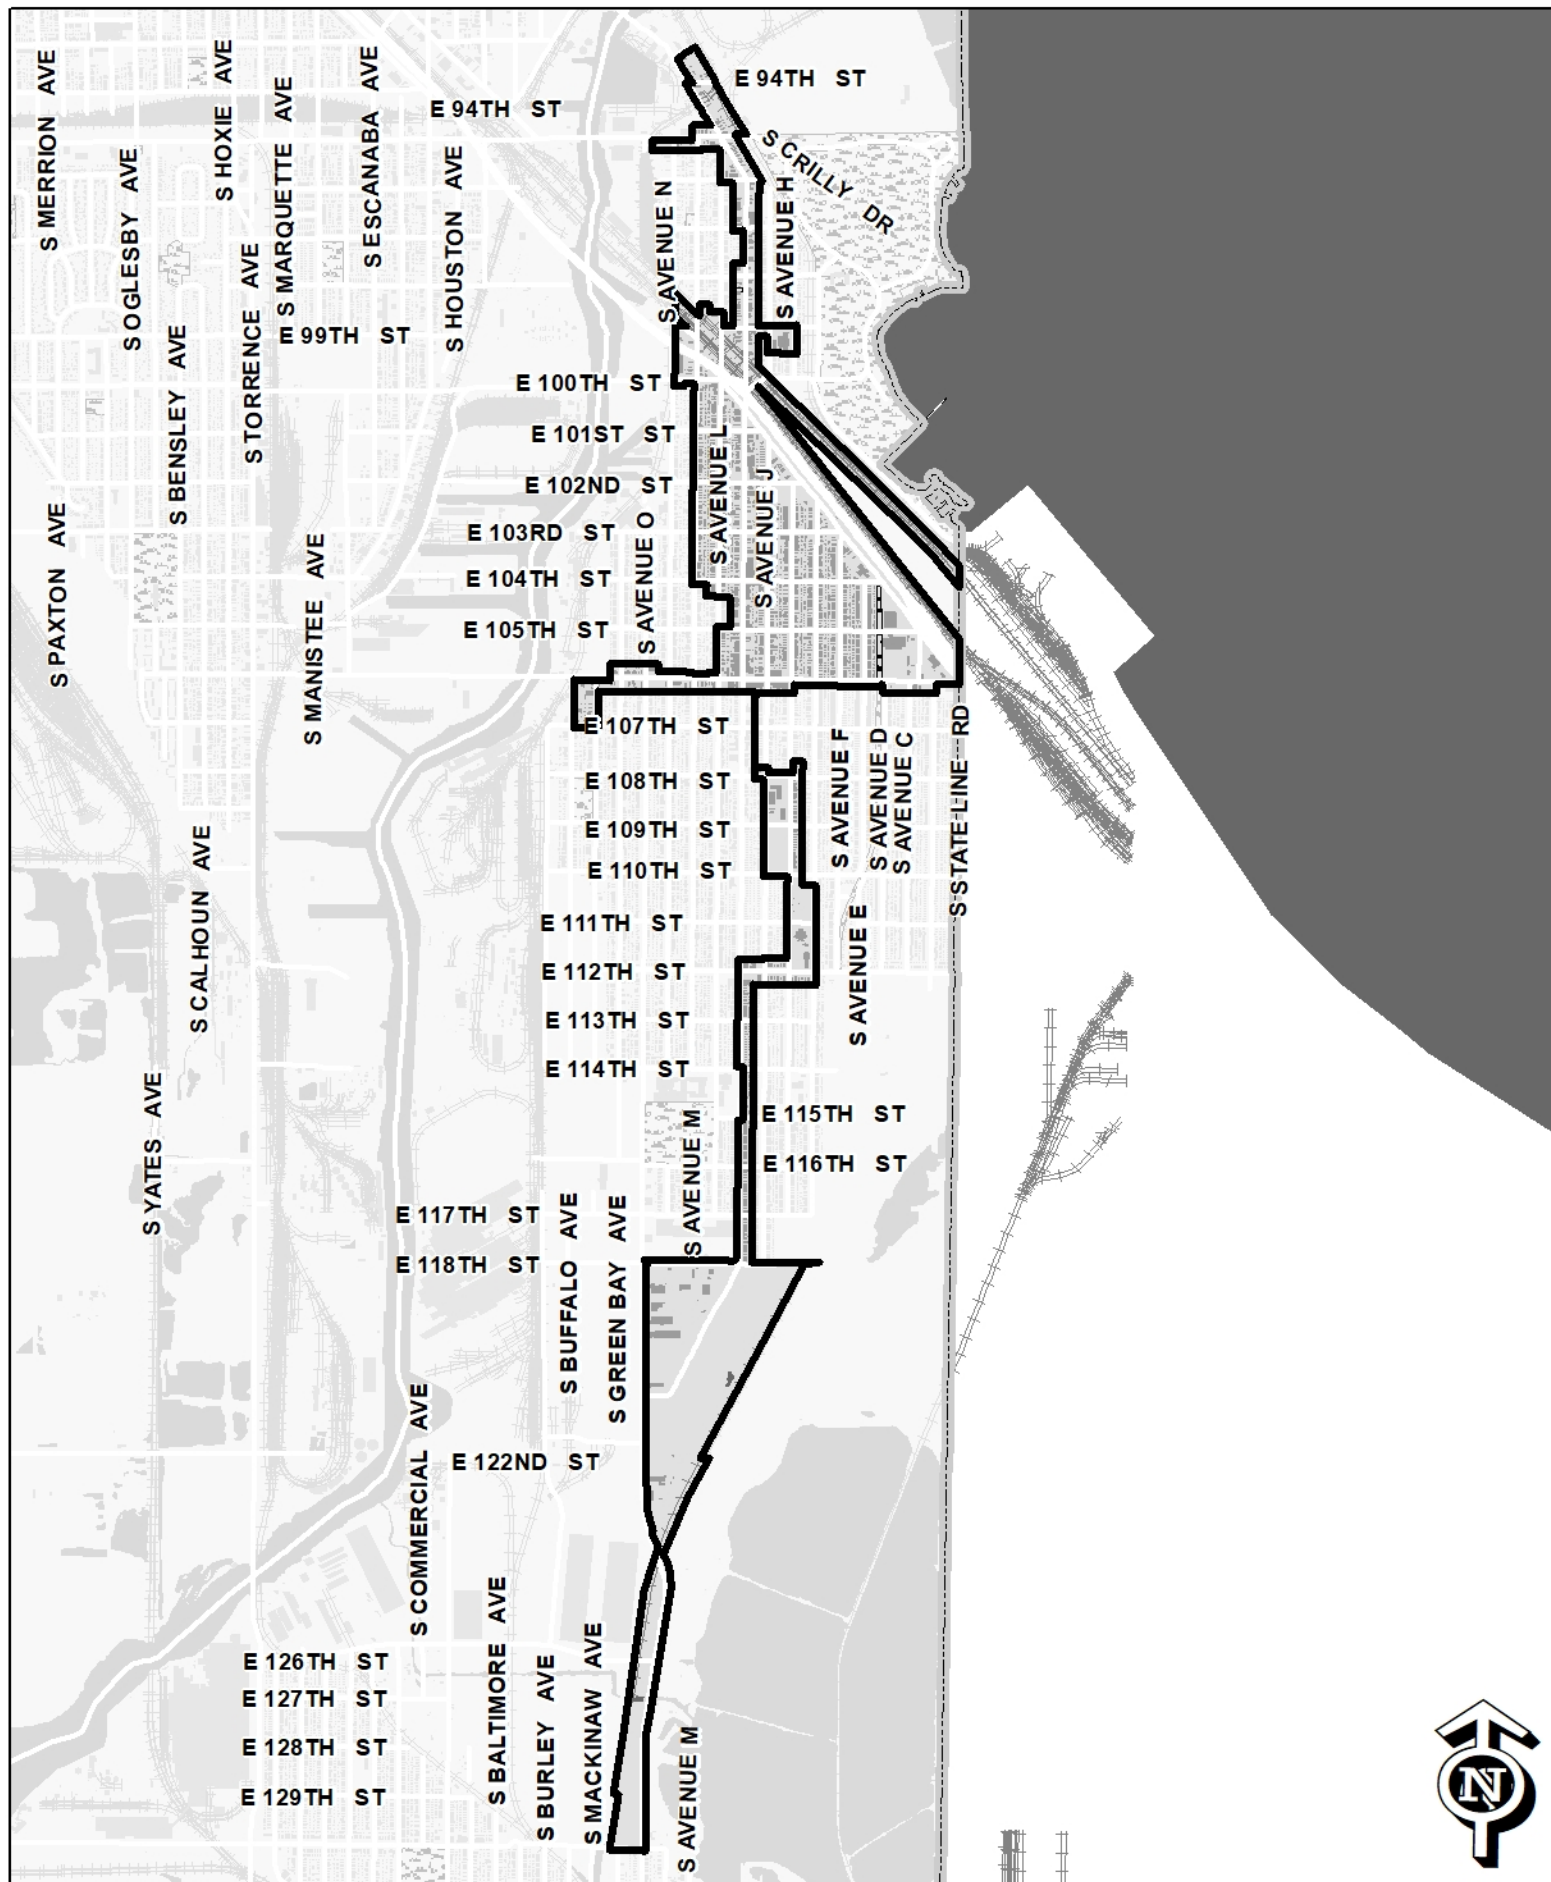 S MERRION AVE
S HOXIE AVE
S ESCANABA AVE
S MARQUETTE AVE
E 94TH ST
E 94TH ST
S OGLESBY AVE
S HOUSTON AVE
S CRILLY DR
S AVENUE N
S AVENUE H
S TORRENCE AVE
S BENSLEY AVE
E 99TH ST
E 100TH ST
E 101ST ST
S AVENUE L
E 102ND ST
S AVENUE J
S PAXTON AVE
S MANISTEE AVE
E 103RD ST
S AVENUE O
E 104TH ST
E 105TH ST
E 107TH ST
S AVENUE F
S AVENUE D
S AVENUE C
S STATE LINE RD
E 108TH ST
S CALHOUN AVE
E 109TH ST
E 110TH ST
E 111TH ST
S AVENUE E
E 112TH ST
E 113TH ST
E 114TH ST
S YATES AVE
S AVENUE M
E 115TH ST
E 116TH ST
E 117TH ST
S BUFFALO AVE
S GREEN BAY AVE
E 118TH ST
S COMMERCIAL AVE
E 122ND ST
S BALTIMORE AVE
S BURLEY AVE
S MACKINAW AVE
E 126TH ST
E 127TH ST
S AVENUE M
E 128TH ST
E 129TH ST
N